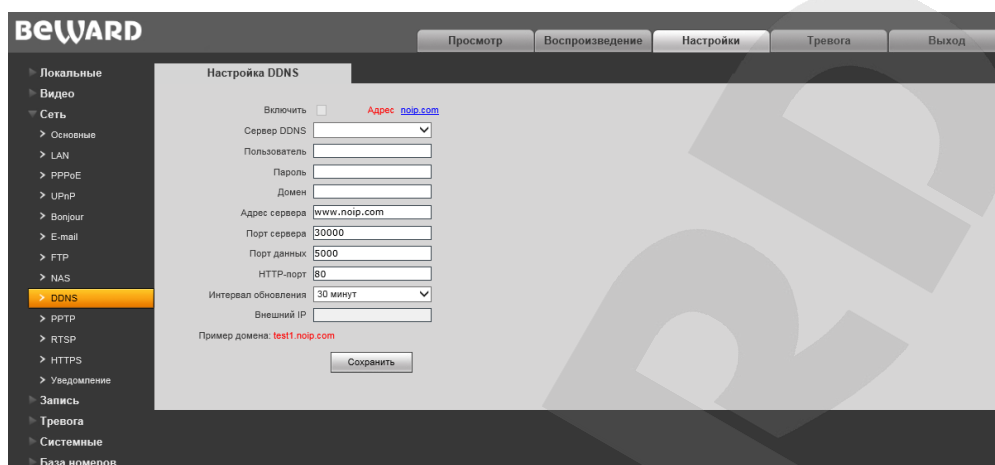 BEWARD
Просмотр Воспроизведение Настройки Тревога Выход
Локальные
Видео
Сеть
Основные
LAN
PPPoE
UPnP
Bonjour
E-mail
FTP
NAS
DDNS
PPTP
RTSP
HTTPS
Уведомление
Запись
Тревога
Системные
База номеров
Настройка DDNS
Включить Адрес noip.com
Сервер DDNS
Пользователь
Пароль
Домен
Адрес сервера www.noip.com
Порт сервера 30000
Порт данных 5000
HTTP-порт 80
Интервал обновления 30 минут
Внешний IP
Пример домена: test1.noip.com
Сохранить